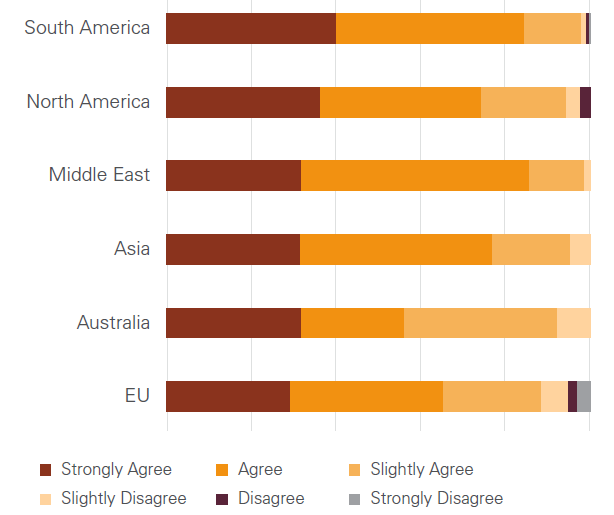 South America
North America
Middle East
Asia
Australia
EU
Strongly Agree Agree Slightly Agree
Slightly Disagree Disagree Strongly Disagree